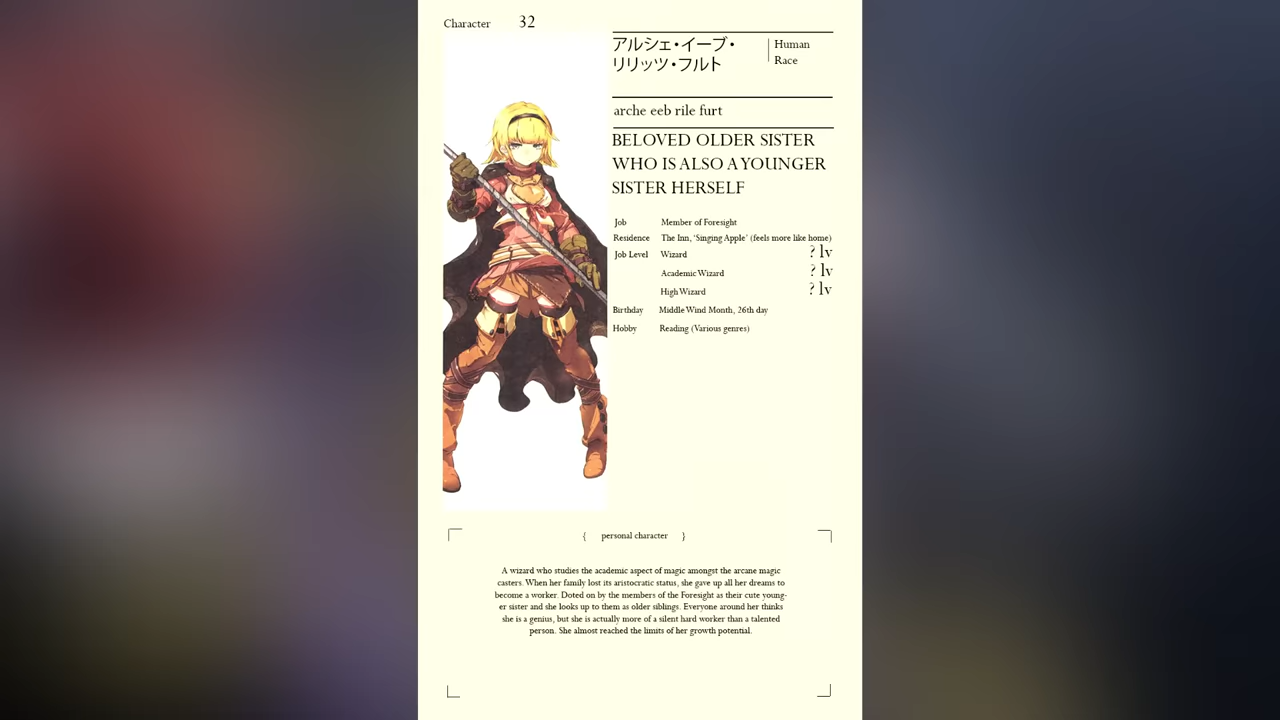 Character 32
アルシェ・イーブ・
リリッツ・フルト
Human
Race
arche eeb rile furt
BELOVED OLDER SISTER
WHO IS ALSO A YOUNGER
SISTER HERSELF
Job Member of Foresight
Residence The Inn, ‘Singing Apple’ (feels more like home)
Job Level Wizard ? lv
Academic Wizard ? lv
High Wizard ? lv
Birthday Middle Wind Month, 26th day
Hobby Reading (Various genres)
{ personal character }
A wizard who studies the academic aspect of magic amongst the arcane magic
casters. When her family lost its aristocratic status, she gave up all her dreams to
become a worker. Doted on by the members of the Foresight as their cute young-
er sister and she looks up to them as older siblings. Everyone around her thinks
she is a genius, but she is actually more of a silent hard worker than a talented
person. She almost reached the limits of her growth potential.